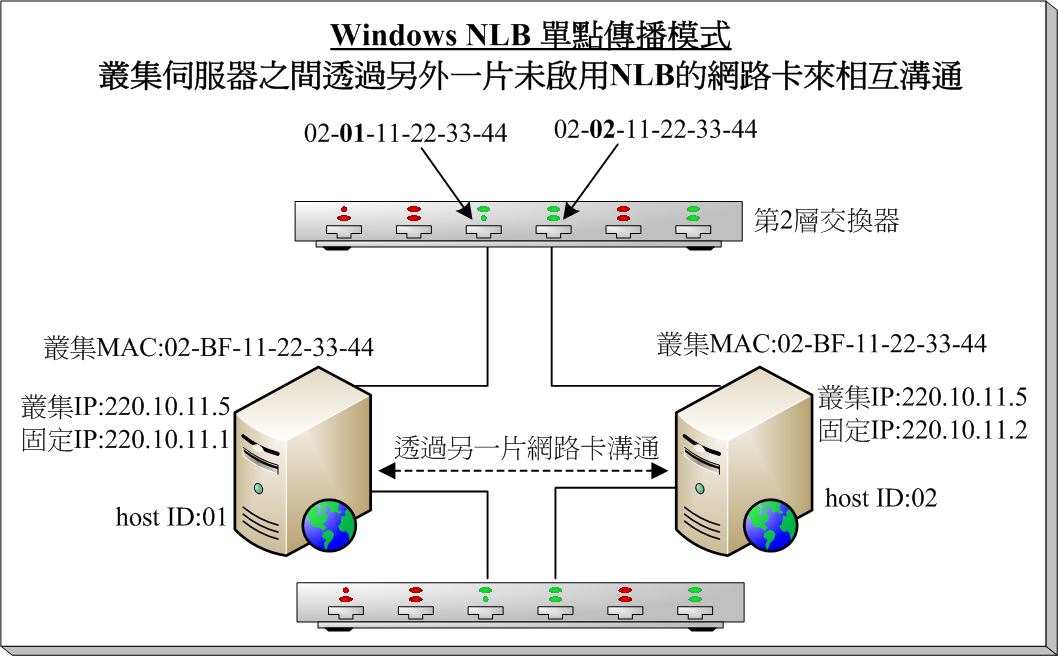 Windows NLB 單點傳播模式
叢集伺服器之間透過另外一片未啟用NLB的網路卡來相互溝通
02-01-11-22-33-44
02-02-11-22-33-44
第2層交換器
叢集MAC:02-BF-11-22-33-44
叢集MAC:02-BF-11-22-33-44
叢集IP:220.10.11.5
固定IP:220.10.11.1
叢集IP:220.10.11.5
固定IP:220.10.11.2
透過另一片網路卡溝通
host ID:01
host ID:02